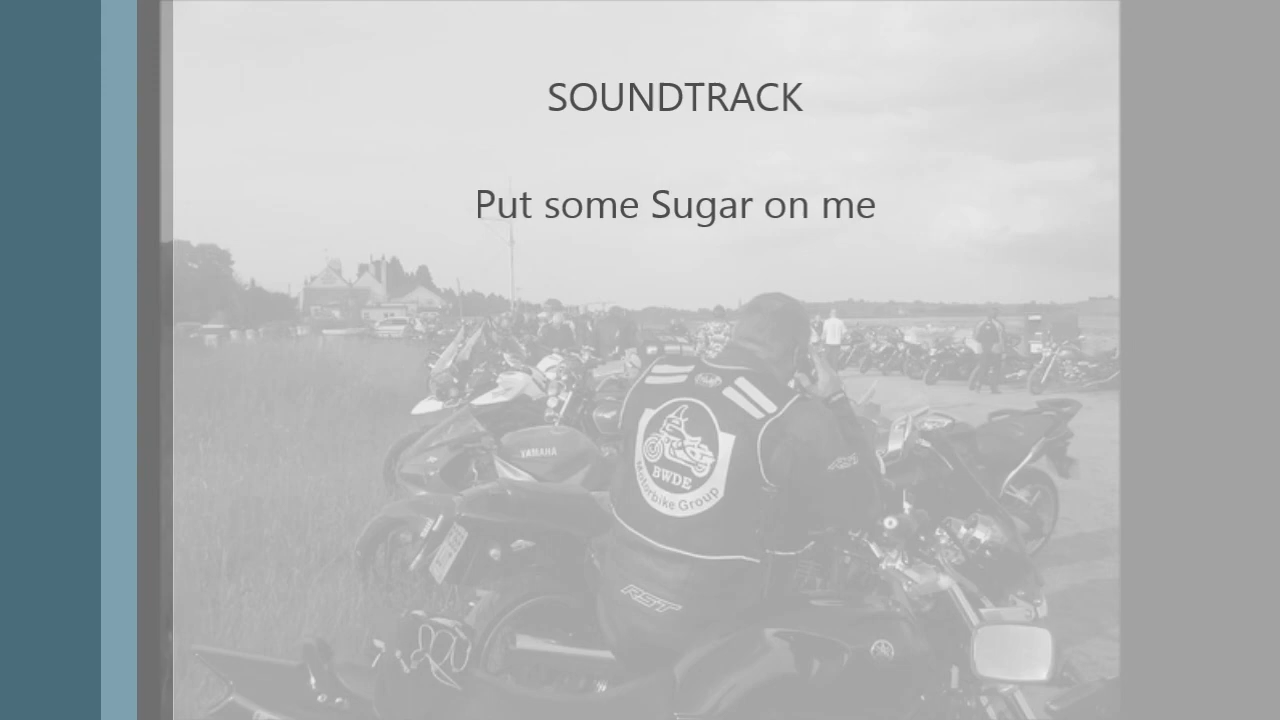 SOUNDTRACK
Put some Sugar on me
YAMAHA
BWDE
Motorbike Group
RST